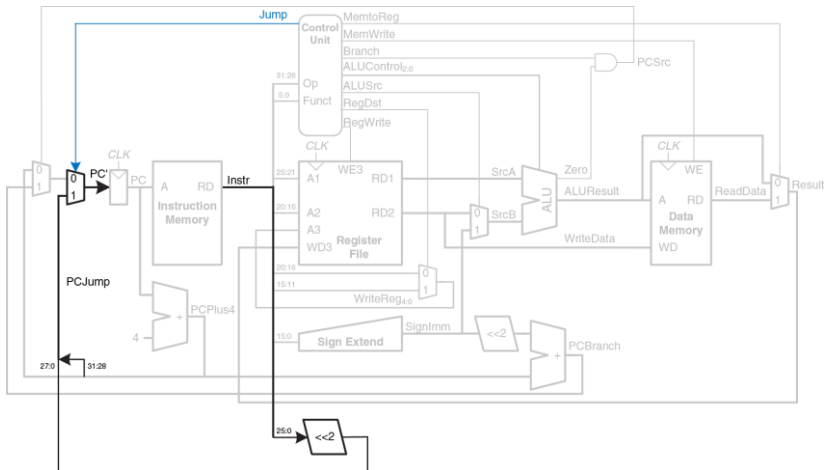 Jump
MemtoReg
Control
Unit
MemWrite
Branch
ALUControl2:0
PCSrc
31:26
Op
ALUSrc
5:0
Funct
RegDst
RegWrite
CLK
CLK
CLK
0
1
0
1
PC'
PC
A
RD
Instruction
Memory
Instr
25:21
A1
WE3
RD1
SrcA
Zero
WE
20:16
A2
RD2
0
1
SrcB
ALU
ALUResult
A
RD
ReadData
0
1
Result
A3
WD3
Register
File
Data
Memory
WriteData
WD
20:16
0
15:11
1
WriteReg4:0
PCJump
PCPlus4
4
+
SignImm
15:0
Sign Extend
<<2
+
PCBranch
27:0
31:28
25:0
<<2